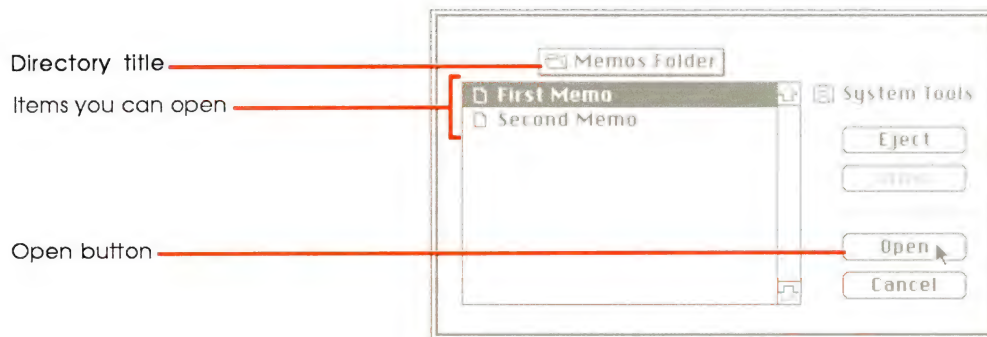 Directory title
Memos Folder
Items you can open
First Memo
System Tools
Second Memo
Eject
Open button
Open
Cancel